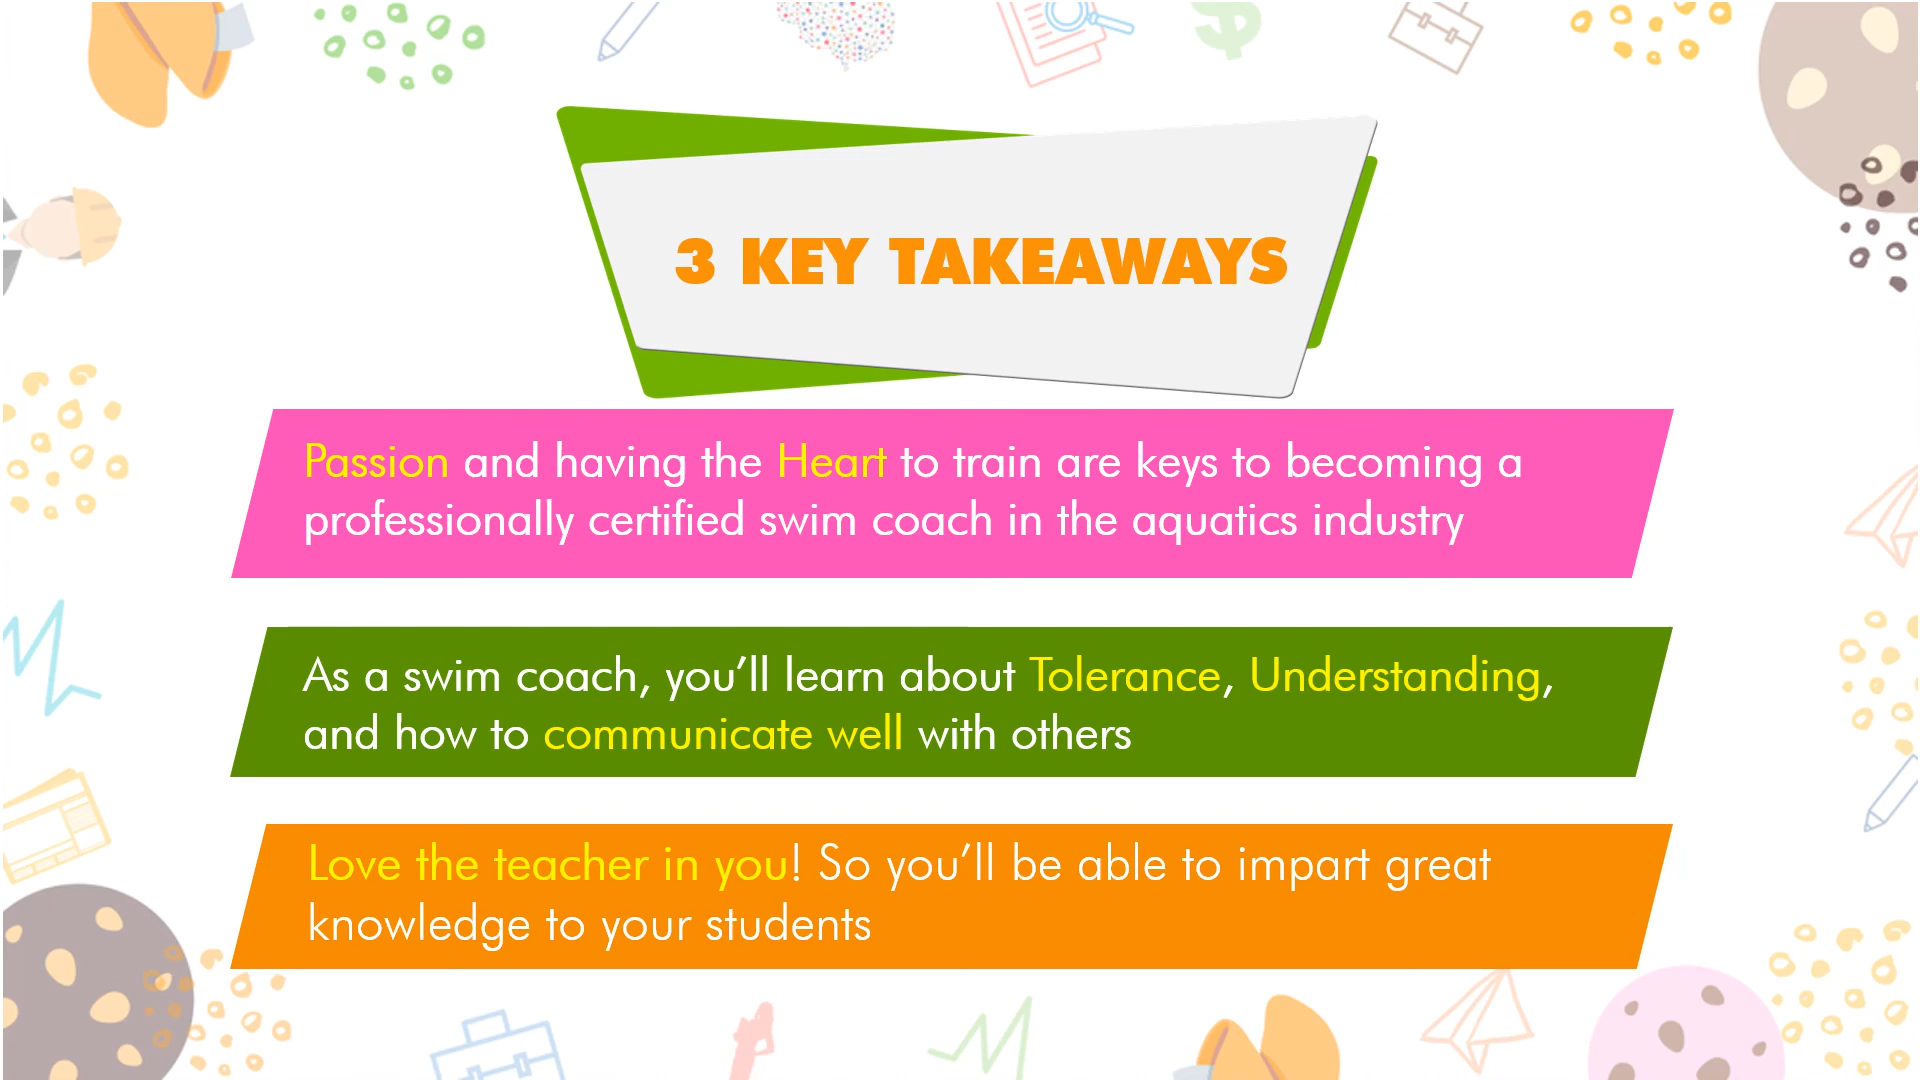 3 KEY TAKEAWAYS
Passion and having the Heart to train are keys to becoming a
professionally certified swim coach in the aquatics industry
As a swim coach, you’ll learn about Tolerance, Understanding,
and how to communicate well with others
Love the teacher in you! So you’ll be able to impart great
knowledge to your students